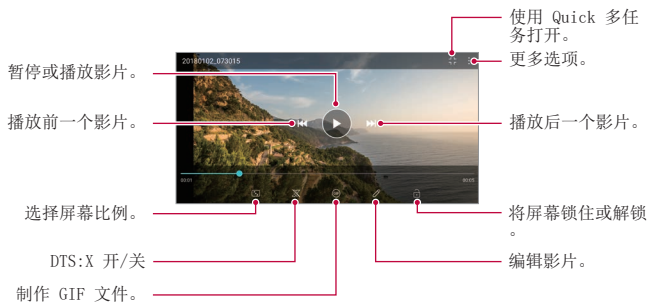 使用 Quick 多任
务打开。
更多选项。
20180102_073015
暂停或播放影片。
播放前一个影片。
播放后一个影片。
00:01
00:05
选择屏幕比例。
将屏幕锁住或解锁
。
DTS:X 开/关
编辑影片。
制作 GIF 文件。